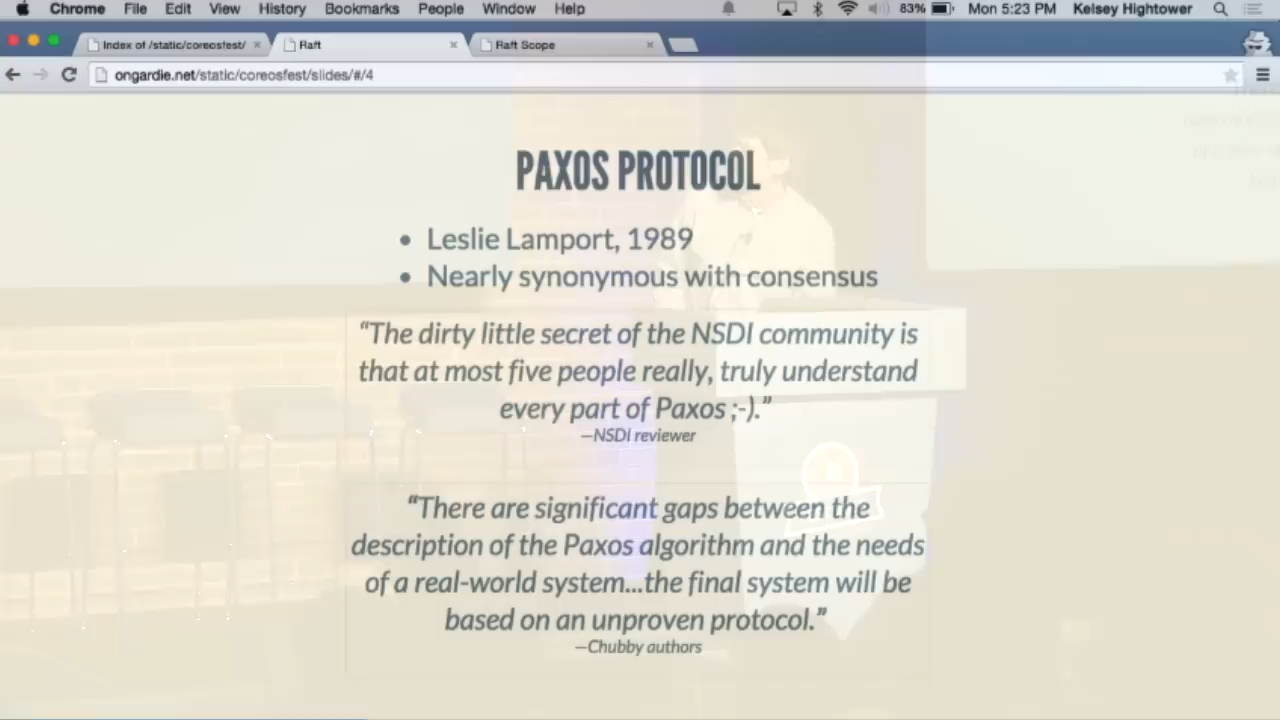 Chrome File Edit View History Bookmarks People Window Help 83% Mon 5:23 PM Kelsey Hightower
Index of /static/coreosfest/ Raft Raft Scope
ongardie.net/static/coreosfest/slides/#/4
PAXOS PROTOCOL
• Leslie Lamport, 1989
• Nearly synonymous with consensus
“The dirty little secret of the NSDI community is
that at most five people really, truly understand
every part of Paxos ;-).”
—NSDI reviewer
“There are significant gaps between the
description of the Paxos algorithm and the needs
of a real-world system...the final system will be
based on an unproven protocol.”
—Chubby authors